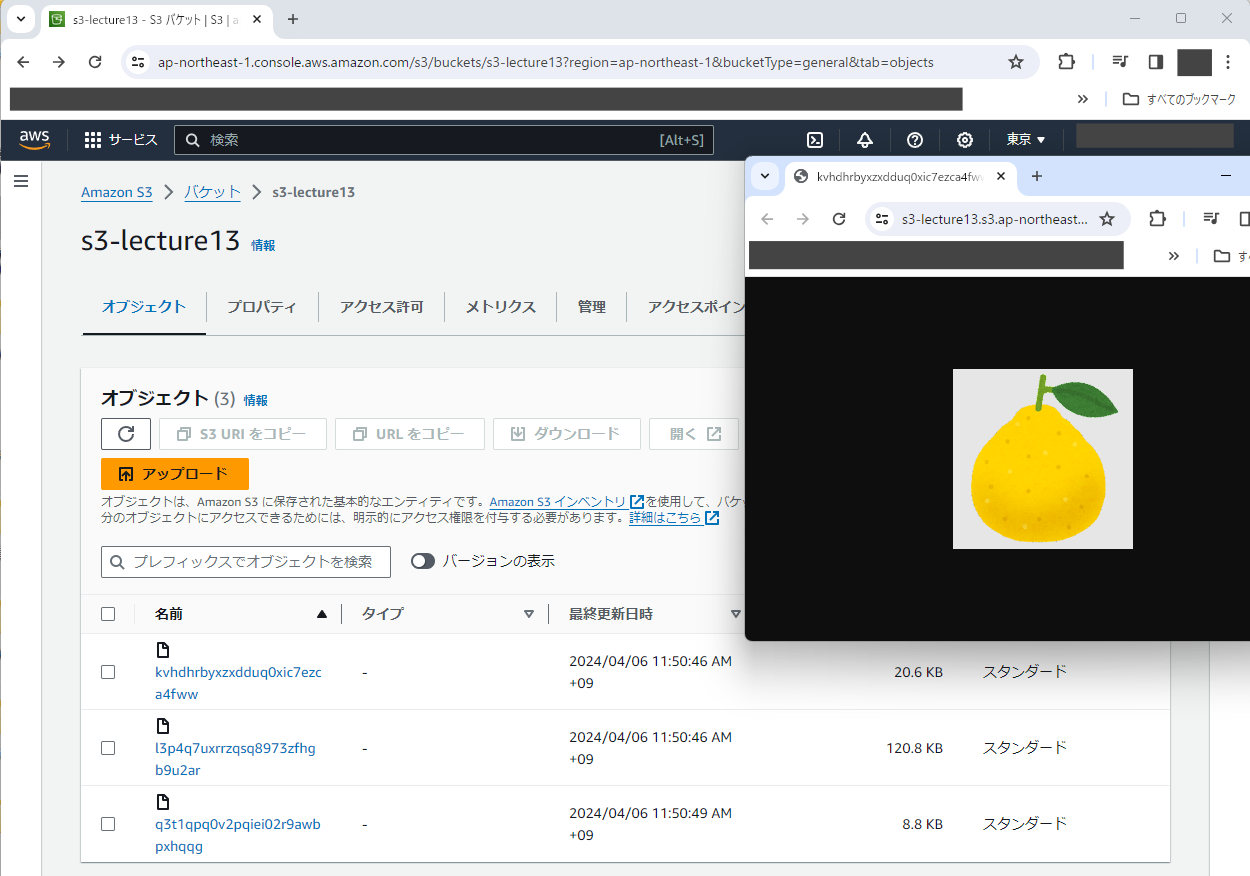 s3-lecture13 - S3 バケット | S3 | a
ap-northeast-1.console.aws.amazon.com/s3/buckets/s3-lecture13?region=ap-northeast-1&bucketType=general&tab=objects
すべてのブックマーク
aws
サービス
検索
[Alt+S]
東京
Amazon S3
バケット
s3-lecture13
s3-lecture13 情報
オブジェクト
プロパティ
アクセス許可
メトリクス
管理
アクセスポイン
オブジェクト (3) 情報
S3 URI をコピー
URL をコピー
ダウンロード
開く
アップロード
オブジェクトは、Amazon S3 に保存された基本的なエンティティです。Amazon S3 インベントリ を使用して、バケッ
分のオブジェクトにアクセスできるためには、明示的にアクセス権限を付与する必要があります。詳細はこちら
プレフィックスでオブジェクトを検索
バージョンの表示
名前
タイプ
最終更新日時
kvhdhrbyxzxdduq0xic7ezc
a4fww
-
2024/04/06 11:50:46 AM
+09
20.6 KB
スタンダード
l3p4q7uxrrzqsq8973zfhg
b9u2ar
-
2024/04/06 11:50:46 AM
+09
120.8 KB
スタンダード
q3t1qpq0v2pqiei02r9awb
pxhqqg
-
2024/04/06 11:50:49 AM
+09
8.8 KB
スタンダード
kvhdhrbyxzxdduq0xic7ezca4fw
s3-lecture13.s3.ap-northeast...
す